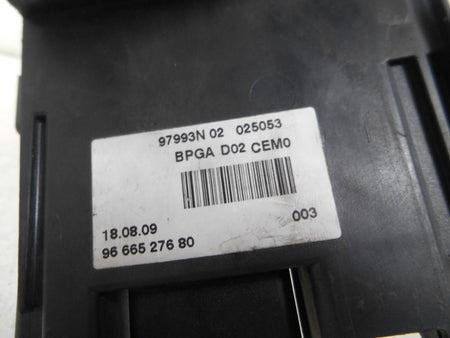 97993N 02 025053
BPGA D02 CEM0
18.08.09 003
96 665 276 80